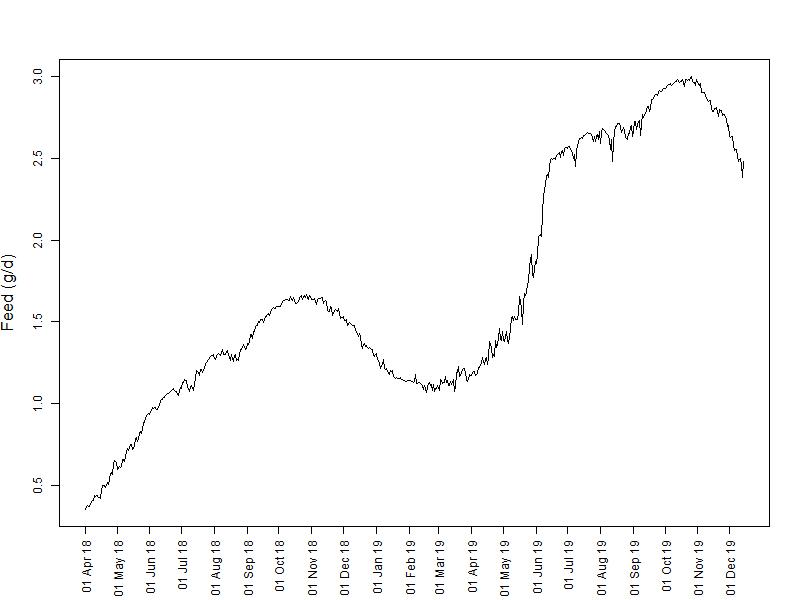 Feed (g/d)
3.0
2.5
2.0
1.5
1.0
0.5
01 Apr 18
01 May 18
01 Jun 18
01 Jul 18
01 Aug 18
01 Sep 18
01 Oct 18
01 Nov 18
01 Dec 18
01 Jan 19
01 Feb 19
01 Mar 19
01 Apr 19
01 May 19
01 Jun 19
01 Jul 19
01 Aug 19
01 Sep 19
01 Oct 19
01 Nov 19
01 Dec 19